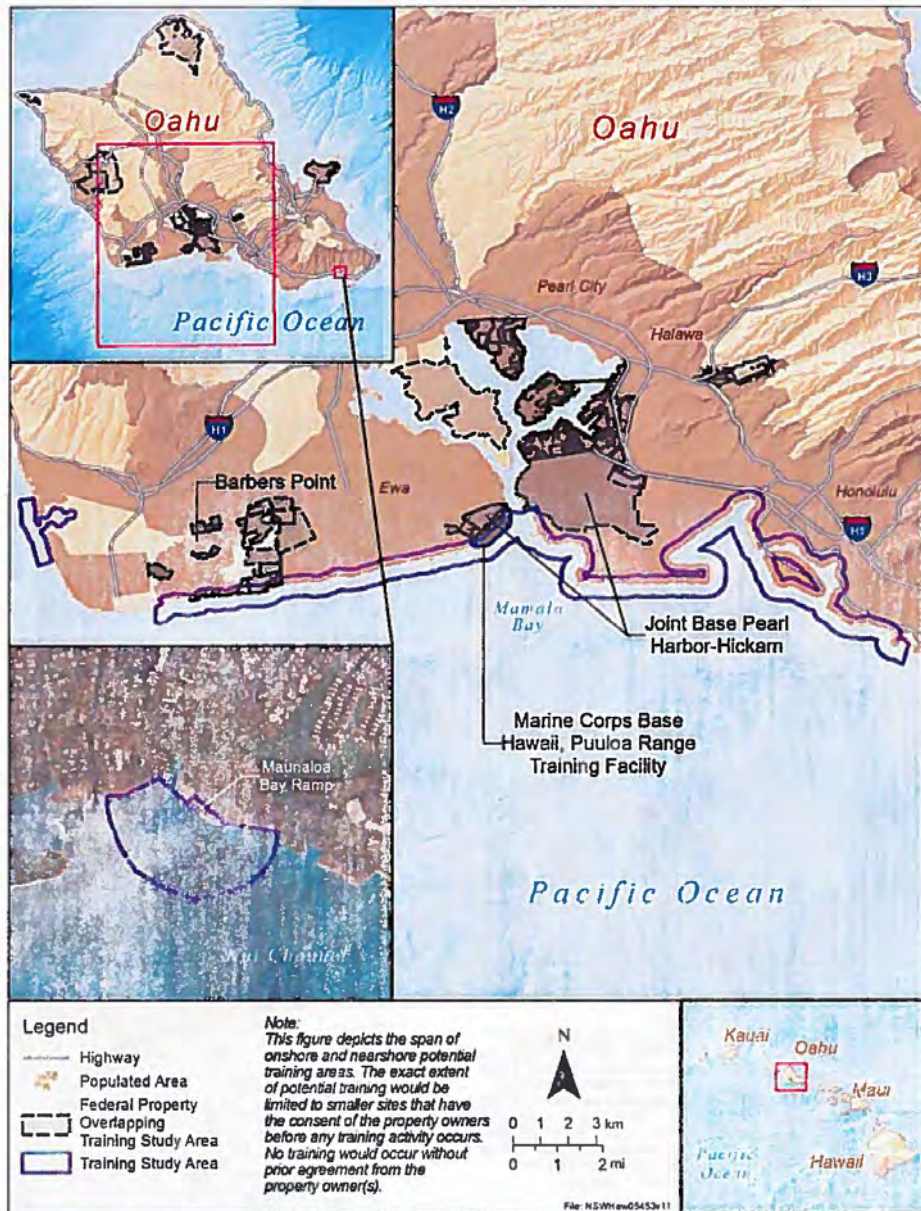 Oahu
Pacific Ocean
H2
Oahu
H3
Pearl City
Halawa
H1
Barbers Point
Ewa
Honolulu
H1
Mamala
Bay
Joint Base Pearl
Harbor-Hickam
Marine Corps Base
Hawaii, Puuloa Range
Training Facility
Maunaloa
Bay Ramp
Pacific Ocean
Legend
Highway
Populated Area
Federal Property
Overlapping
Training Study Area
Training Study Area
Note:
This figure depicts the span of
onshore and nearshore potential
training areas. The exact extent
of potential training would be
limited to smaller sites that have
the consent of the property owners
before any training activity occurs.
No training would occur without
prior agreement from the
property owner(s).
N
0 1 2 3 km
0 1 2 mi
Kauai
Oahu
Maui
Pacific
Ocean
Hawaii